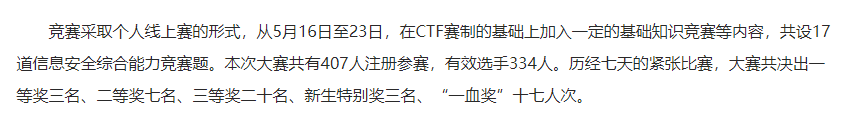 竞赛采取个人线上赛的形式，从5月16日至23日，在CTF赛制的基础上加入一定的基础知识竞赛等内容，共设17
道信息安全综合能力竞赛题。本次大赛共有407人注册参赛，有效选手334人。历经七天的紧张比赛，大赛共决出一
等奖三名、二等奖七名、三等奖二十名、新生特别奖三名、“一血奖”十七人次。